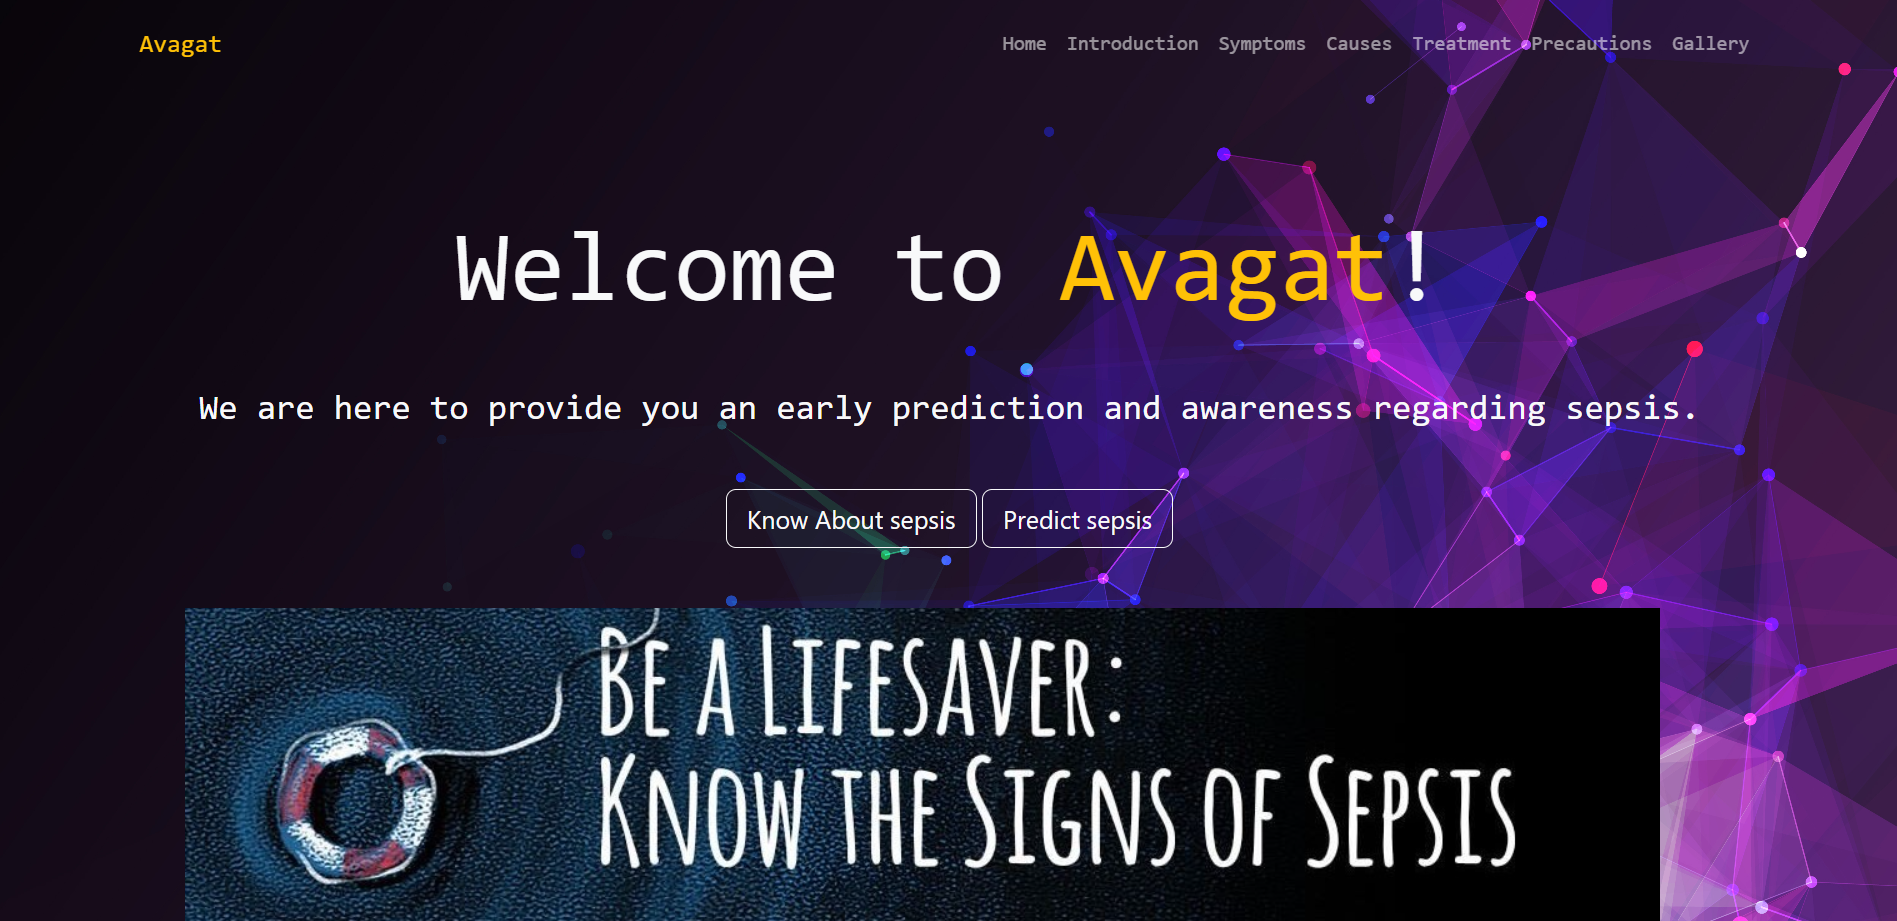 Avagat
Home Introduction Symptoms Causes Treatment Precautions Gallery
Welcome to Avagat!
We are here to provide you an early prediction and awareness regarding sepsis.
Know About sepsis
Predict sepsis
BE A LIFESAVER:
KNOW THE SIGNS OF SEPSIS